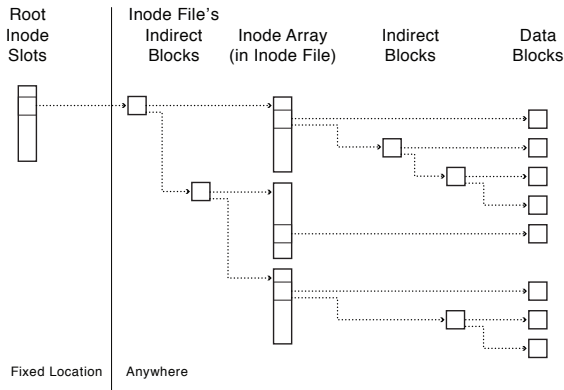 Root
Inode
Slots
Inode File's
Indirect
Blocks
Inode Array
(in Inode File)
Indirect
Blocks
Data
Blocks
Fixed Location
Anywhere